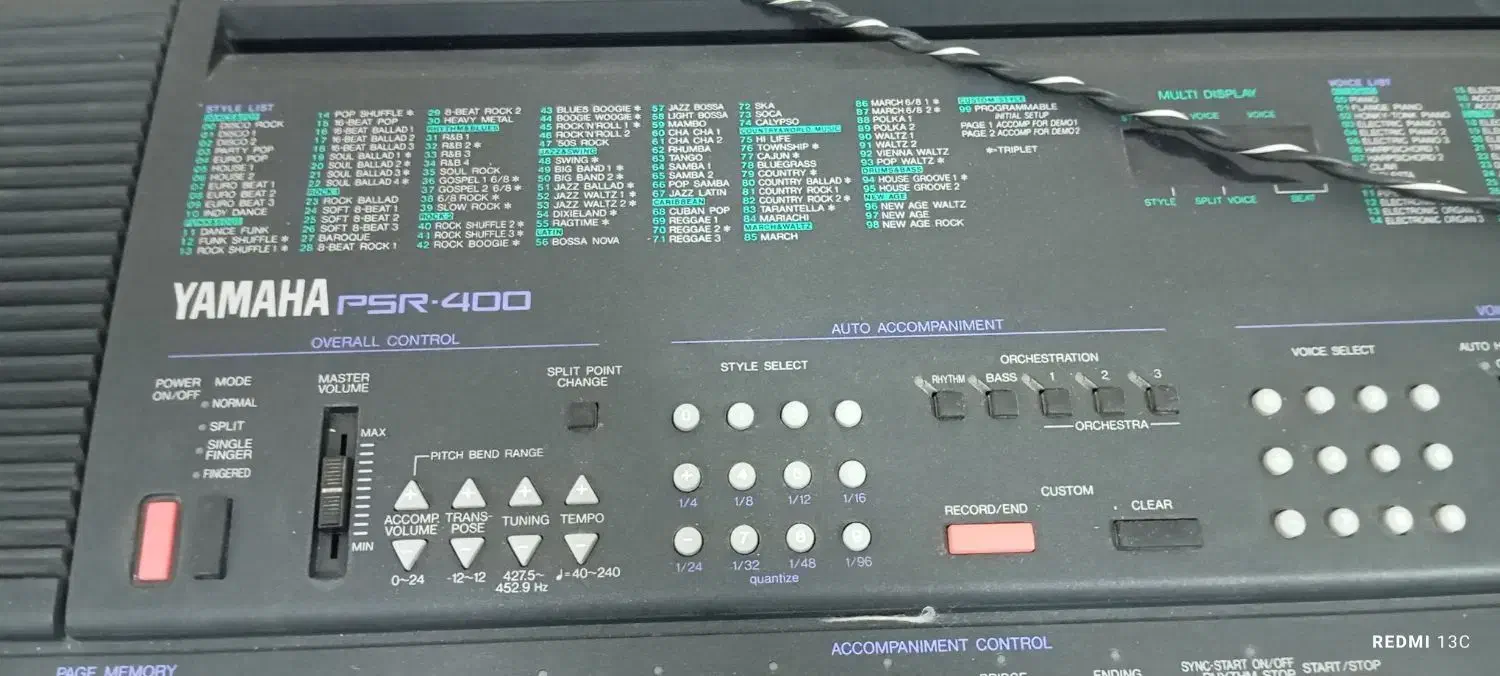 STYLE LIST
DANCE POP
00 DISCO ROCK
01 DISCO 1
02 DISCO 2
03 PARTY POP
04 EURO POP
05 HOUSE 1
06 HOUSE 2
07 EURO BEAT 1
08 EURO BEAT 2
09 EURO BEAT 3
10 INDY DANCE
FUNK&SOUL
11 DANCE FUNK
12 FUNK SHUFFLE *
13 ROCK SHUFFLE 1 *
14 POP SHUFFLE *
15 16-BEAT POP
16 16-BEAT BALLAD 1
17 16-BEAT BALLAD 2
18 16-BEAT BALLAD 3
19 SOUL BALLAD 1 *
20 SOUL BALLAD 2 *
21 SOUL BALLAD 3 *
22 SOUL BALLAD 4 *
ROCK 1
23 ROCK BALLAD
24 SOFT 8-BEAT 1
25 SOFT 8-BEAT 2
26 SOFT 8-BEAT 3
27 BAROQUE
28 8-BEAT ROCK 1
29 8-BEAT ROCK 2
30 HEAVY METAL
RHYTHM&BLUES
31 R&B 1
32 R&B 2 *
33 R&B 3
34 R&B 4
35 SOUL ROCK
36 GOSPEL 1 6/8 *
37 GOSPEL 2 6/8 *
38 6/8 ROCK *
39 SLOW ROCK *
ROCK 2
40 ROCK SHUFFLE 2 *
41 ROCK SHUFFLE 3 *
42 ROCK BOOGIE *
43 BLUES BOOGIE *
44 BOOGIE WOOGIE *
45 ROCK'N'ROLL 1 *
46 ROCK'N'ROLL 2
47 '50S ROCK
JAZZ&SWING
48 SWING *
49 BIG BAND 1 *
50 BIG BAND 2 *
51 JAZZ BALLAD *
52 JAZZ WALTZ 1 *
53 JAZZ WALTZ 2 *
54 DIXIELAND *
55 RAGTIME *
LATIN
56 BOSSA NOVA
57 JAZZ BOSSA
58 LIGHT BOSSA
59 MAMBO
60 CHA CHA 1
61 CHA CHA 2
62 RHUMBA
63 TANGO
64 SAMBA 1
65 SAMBA 2
66 POP SAMBA
67 JAZZ LATIN
CARIBBEAN
68 CUBAN POP
69 REGGAE 1
70 REGGAE 2
71 REGGAE 3
72 SKA
73 SOCA
74 CALYPSO
COUNTRY&WORLD MUSIC
75 HI LIFE
76 TOWNSHIP *
77 CAJUN *
78 BLUEGRASS
79 COUNTRY *
80 COUNTRY BALLAD *
81 COUNTRY ROCK 1
82 COUNTRY ROCK 2 *
83 TARANTELLA *
84 MARIACHI
MARCH&WALTZ
85 MARCH
86 MARCH 6/8 1 *
87 MARCH 6/8 2 *
88 POLKA 1
89 POLKA 2
90 WALTZ 1
91 WALTZ 2
92 VIENNA WALTZ
93 POP WALTZ *
DRUMS&BASS
94 HOUSE GROOVE 1 *
95 HOUSE GROOVE 2
NEW AGE
96 NEW AGE WALTZ
97 NEW AGE
98 NEW AGE ROCK
CUSTOM STYLE
99 PROGRAMMABLE
INITIAL SETUP
PAGE 1 ACCOMP FOR DEMO1
PAGE 2 ACCOMP FOR DEMO2
*-TRIPLET
MULTI DISPLAY
VOICE VOICE
STYLE SPLIT VOICE BEAT
VOICE LIST
YAMAHA PSR-400
OVERALL CONTROL
POWER ON/OFF
MODE
NORMAL
SPLIT
SINGLE FINGER
FINGERED
MASTER VOLUME
MAX
MIN
SPLIT POINT CHANGE
PITCH BEND RANGE
ACCOMP. VOLUME
TRANS-POSE
TUNING
TEMPO
0~24
-12~12
427.5~452.9 Hz
♩=40~240
AUTO ACCOMPANIMENT
STYLE SELECT
1/4 1/8 1/12 1/16
1/24 1/32 1/48 1/96
quantize
ORCHESTRATION
RHYTHM BASS 1 2 3
ORCHESTRA
CUSTOM
RECORD/END
CLEAR
VOICE SELECT
PAGE MEMORY
ACCOMPANIMENT CONTROL
BRIDGE
ENDING
SYNC-START ON/OFF
RHYTHM STOP
START/STOP
REDMI 13C